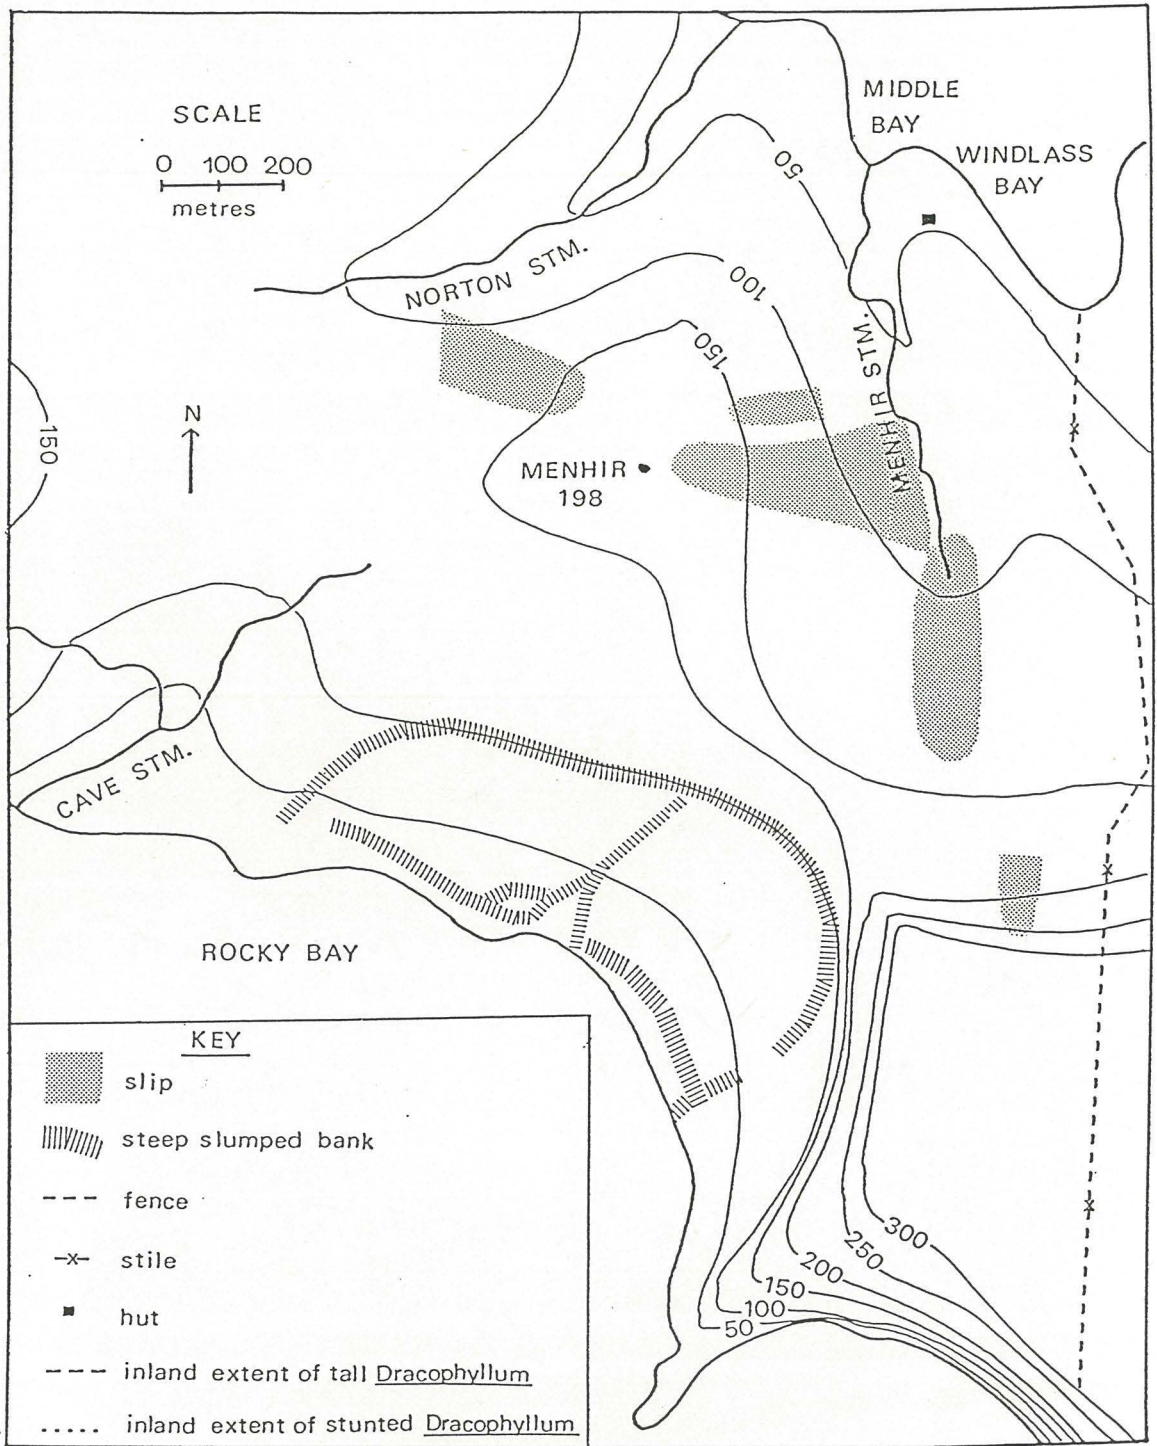 SCALE
0 100 200
metres
MIDDLE
BAY
WINDLASS
BAY
50
NORTON STM.
100
150
MENHIR STM.
N
150
MENHIR
198
CAVE STM.
ROCKY BAY
300
250
200
150
100
50
KEY
slip
steep slumped bank
fence
-x- stile
hut
inland extent of tall Dracophyllum
inland extent of stunted Dracophyllum